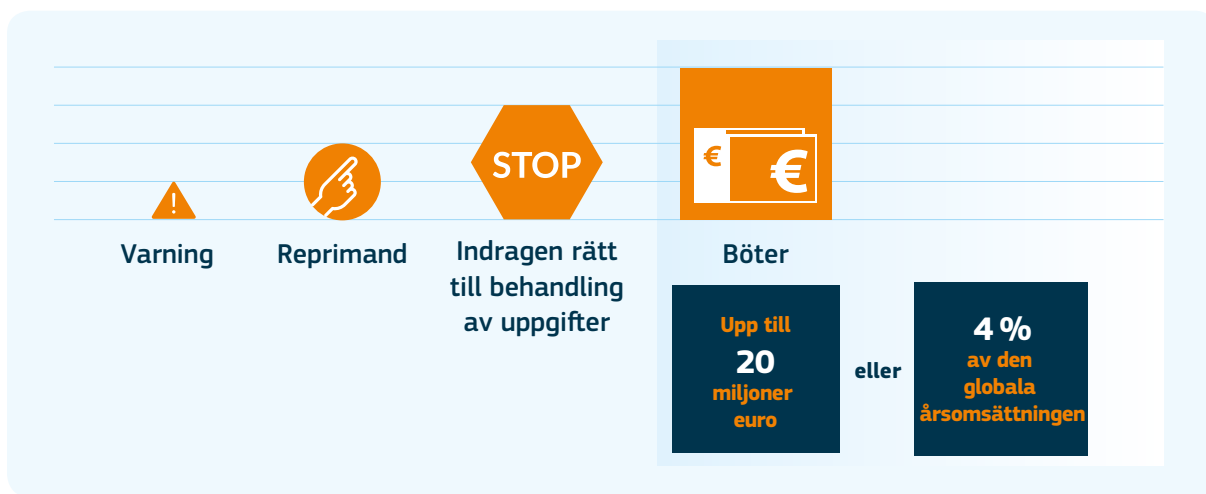 !
STOP
€
€
Varning
Reprimand
Indragen rätt
till behandling
av uppgifter
Böter
Upp till
20
miljoner
euro
eller
4 %
av den
globala
årsomsättningen